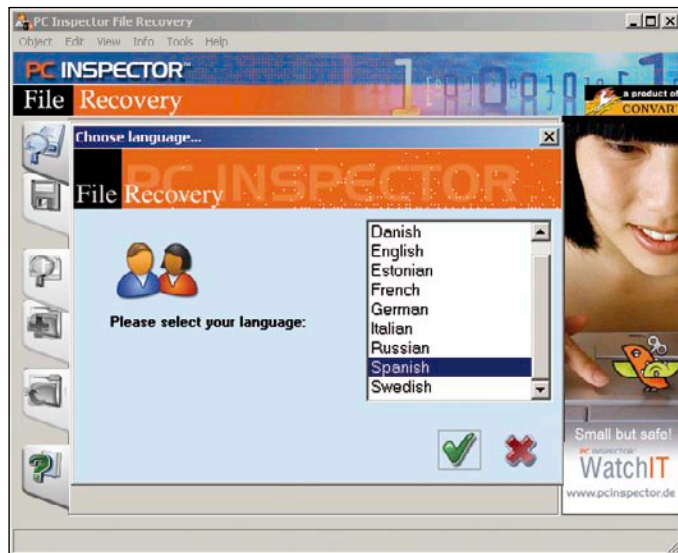 PC Inspector File Recovery
Object Edit View Info Tools Help
PC INSPECTOR™
File Recovery
a product of
CONVAR
Choose language...
PC INSPECTOR
File Recovery
Please select your language:
Danish
English
Estonian
French
German
Italian
Russian
Spanish
Swedish
Small but safe!
PC INSPECTOR™
WatchIT
www.pcinspector.de